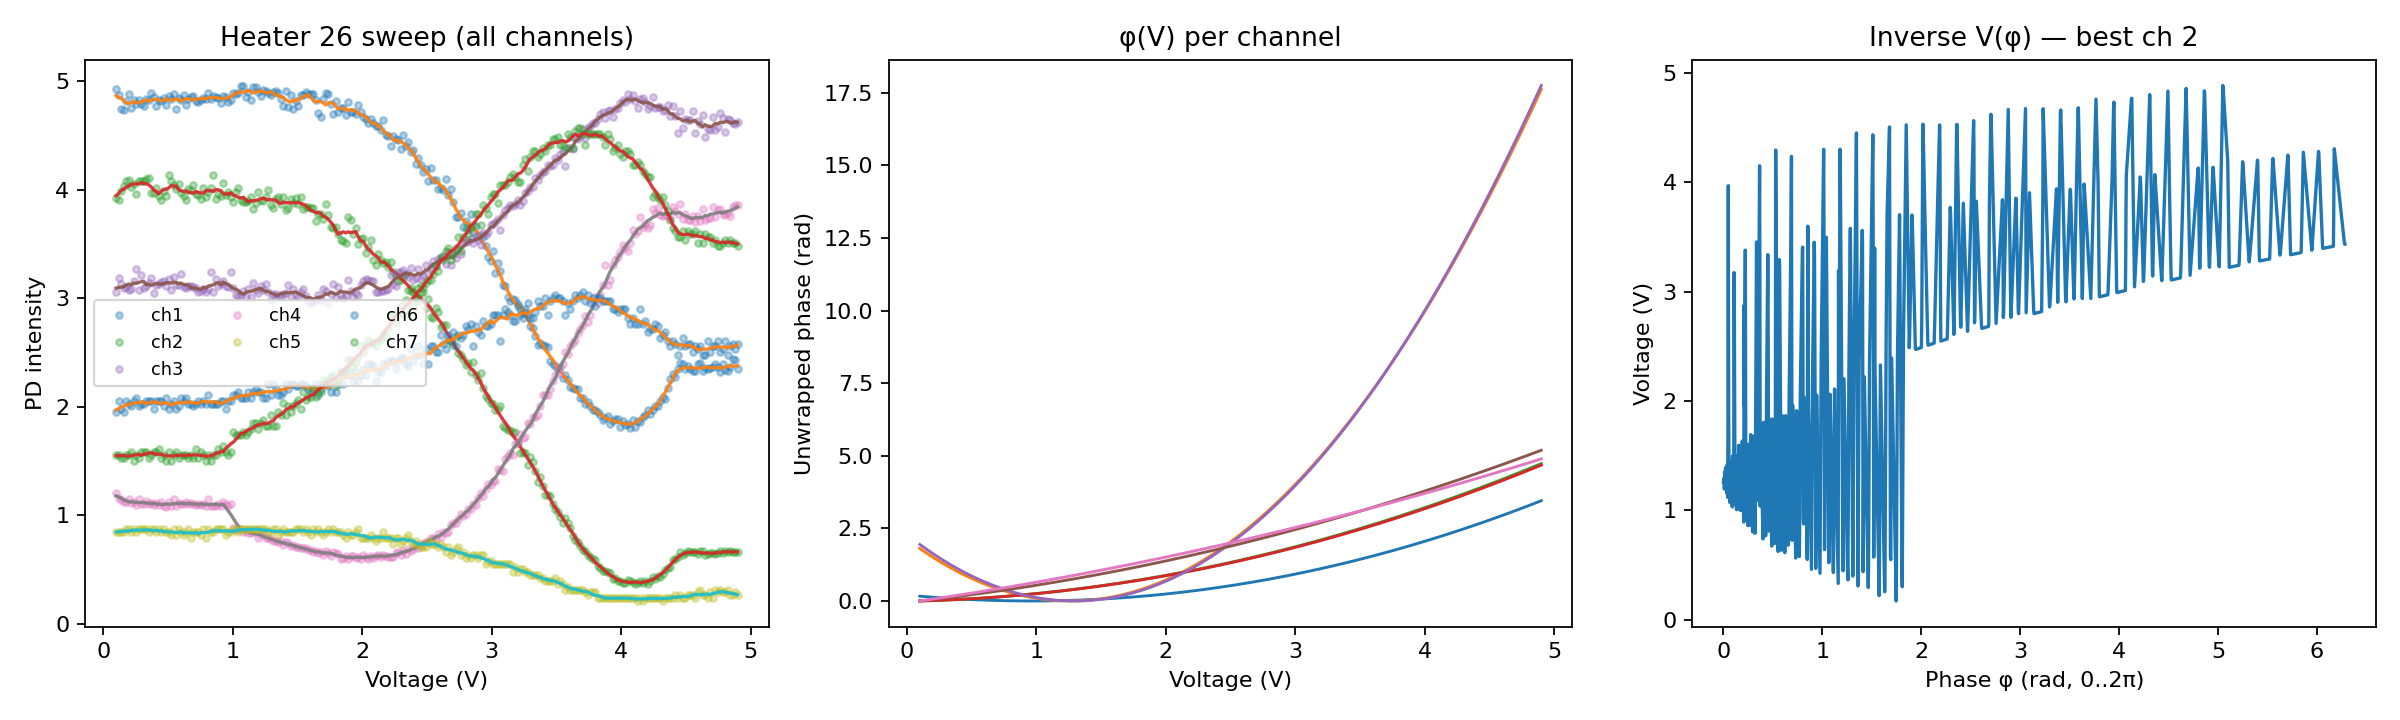 Heater 26 sweep (all channels)
PD intensity
5
4
3
2
1
0
ch1 ch4 ch6
ch2 ch5 ch7
ch3
0 1 2 3 4 5
Voltage (V)
φ(V) per channel
Unwrapped phase (rad)
17.5
15.0
12.5
10.0
7.5
5.0
2.5
0.0
0 1 2 3 4 5
Voltage (V)
Inverse V(φ) — best ch 2
Voltage (V)
5
4
3
2
1
0
0 1 2 3 4 5 6
Phase φ (rad, 0..2π)